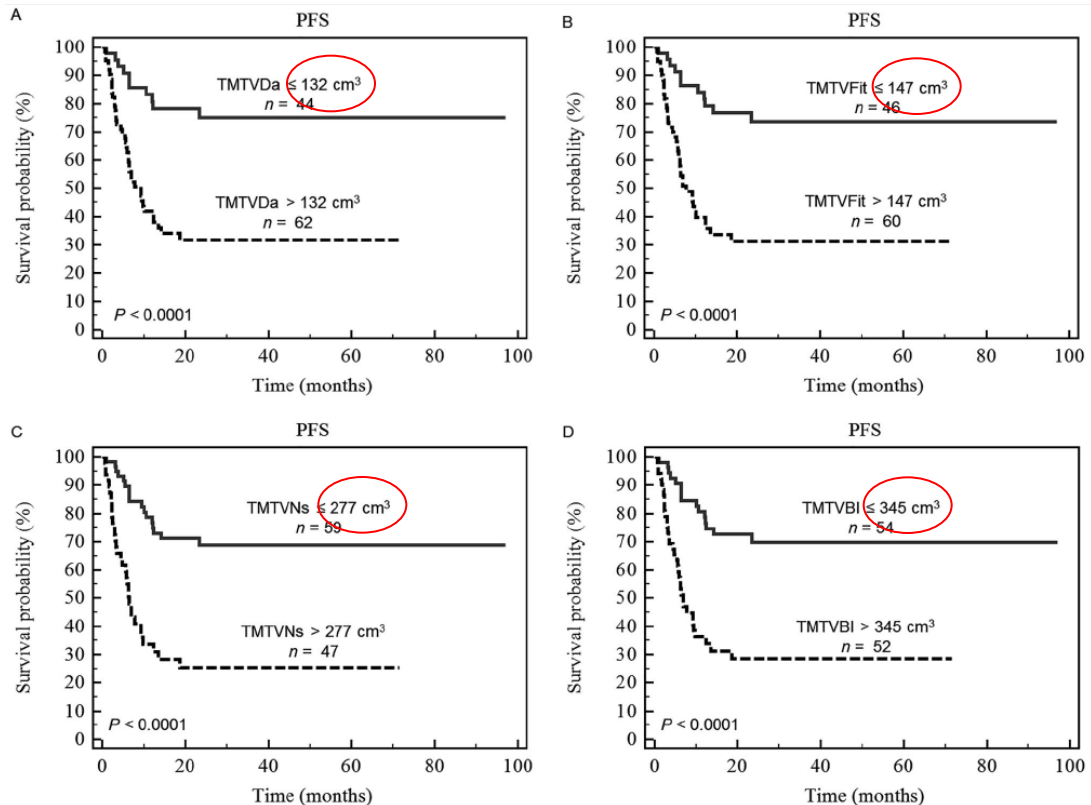 A
PFS
Survival probability (%)
100
90
80
70
60
50
40
30
20
10
0
TMTVDa ≤ 132 cm³
n = 44
TMTVDa > 132 cm³
n = 62
P < 0.0001
0 20 40 60 80 100
Time (months)
B
PFS
Survival probability (%)
100
90
80
70
60
50
40
30
20
10
0
TMTVFit ≤ 147 cm³
n = 46
TMTVFit > 147 cm³
n = 60
P < 0.0001
0 20 40 60 80 100
Time (months)
C
PFS
Survival probability (%)
100
90
80
70
60
50
40
30
20
10
0
TMTVNs ≤ 277 cm³
n = 59
TMTVNs > 277 cm³
n = 47
P < 0.0001
0 20 40 60 80 100
Time (months)
D
PFS
Survival probability (%)
100
90
80
70
60
50
40
30
20
10
0
TMTVBI ≤ 345 cm³
n = 54
TMTVBI > 345 cm³
n = 52
P < 0.0001
0 20 40 60 80 100
Time (months)